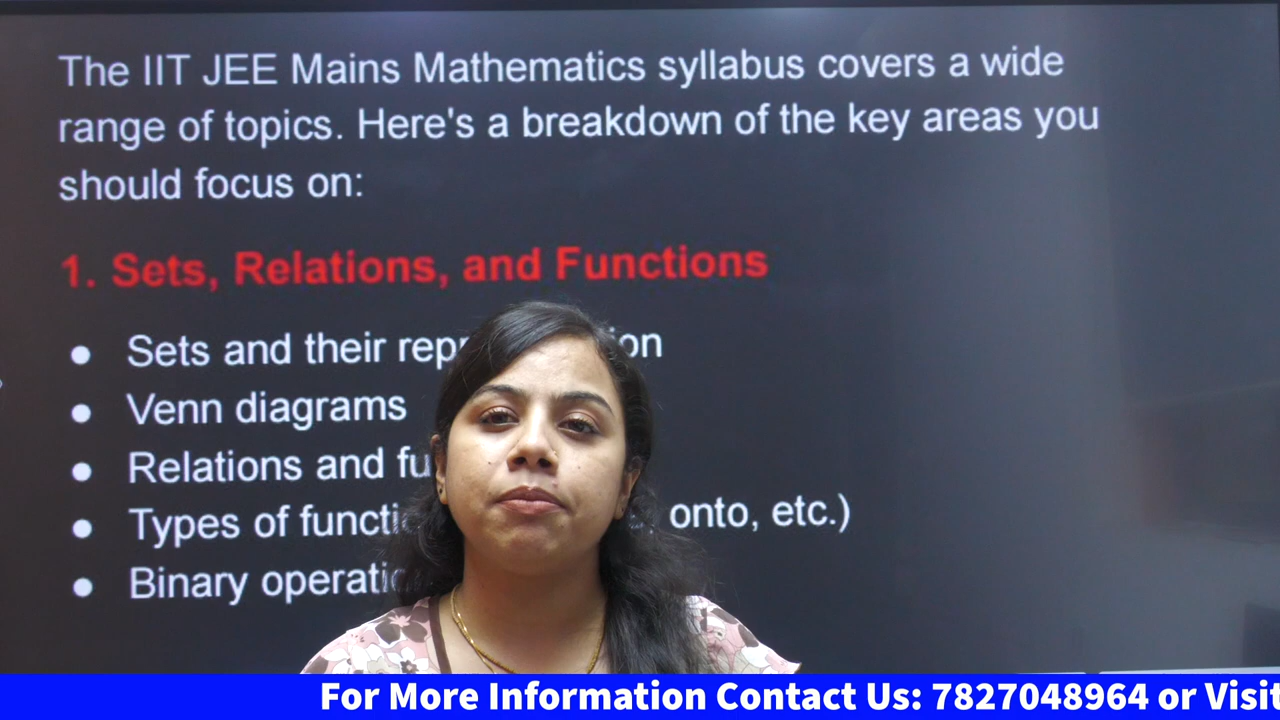 The IIT JEE Mains Mathematics syllabus covers a wide
range of topics. Here's a breakdown of the key areas you
should focus on:
1. Sets, Relations, and Functions
● Sets and their rep on
● Venn diagrams
● Relations and fu
● Types of functi onto, etc.)
● Binary operati
For More Information Contact Us: 7827048964 or Visit